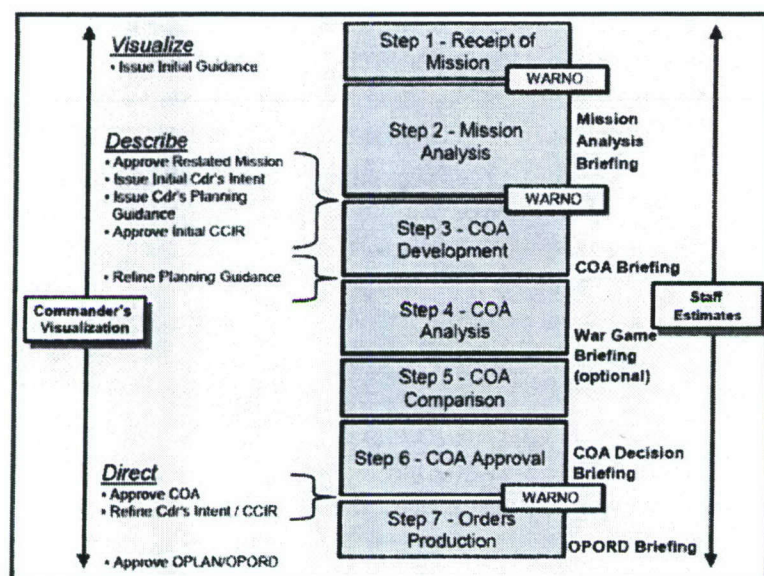 Visualize
• Issue Initial Guidance
Describe
• Approve Restated Mission
• Issue Initial Cdr's Intent
• Issue Cdr's Planning
Guidance
• Approve Initial CCIR
• Refine Planning Guidance
Commander's
Visualization
Direct
• Approve COA
• Refine Cdr's Intent / CCIR
• Approve OPLAN/OPORD
Step 1 - Receipt of
Mission
WARNO
Step 2 - Mission
Analysis
WARNO
Step 3 - COA
Development
Step 4 - COA
Analysis
Step 5 - COA
Comparison
Step 6 - COA Approval
WARNO
Step 7 - Orders
Production
Mission
Analysis
Briefing
COA Briefing
War Game
Briefing
(optional)
COA Decision
Briefing
OPORD Briefing
Staff
Estimates